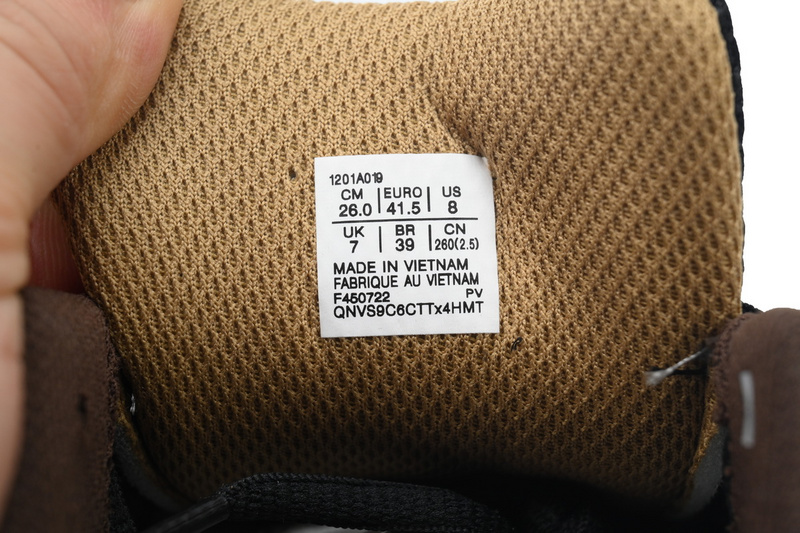 1201A019
CM | EURO | US
26.0 | 41.5 | 8
UK | BR | CN
7 | 39 | 260(2.5)
MADE IN VIETNAM
FABRIQUE AU VIETNAM
F450722 PV
QNVS9C6CTTx4HMT